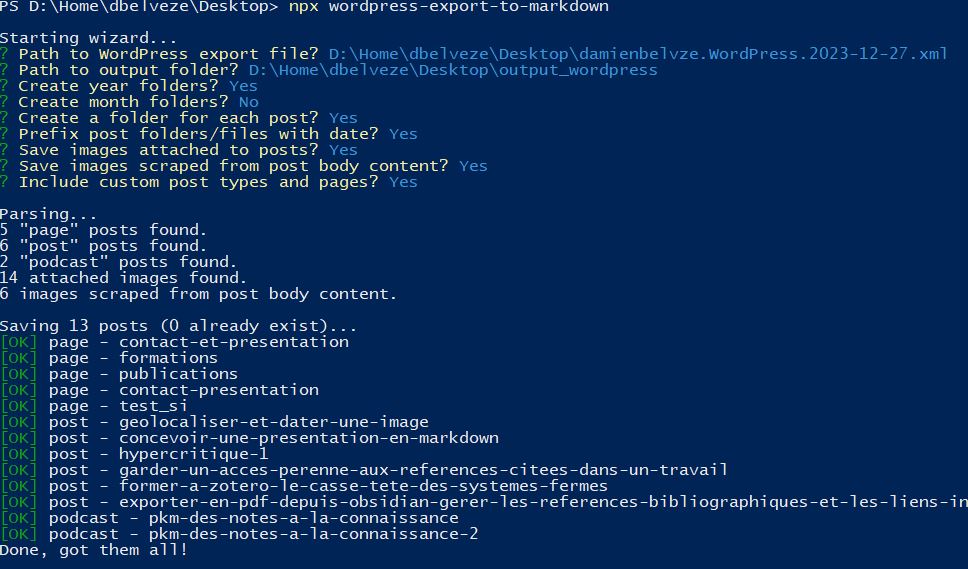 PS D:\Home\dbelveze\Desktop> npx wordpress-export-to-markdown
Starting wizard...
? Path to WordPress export file? D:\Home\dbelveze\Desktop\damienbelvze.WordPress.2023-12-27.xml
? Path to output folder? D:\Home\dbelveze\Desktop\output_wordpress
? Create year folders? Yes
? Create month folders? No
? Create a folder for each post? Yes
? Prefix post folders/files with date? Yes
? Save images attached to posts? Yes
? Save images scraped from post body content? Yes
? Include custom post types and pages? Yes
Parsing...
5 "page" posts found.
6 "post" posts found.
2 "podcast" posts found.
14 attached images found.
6 images scraped from post body content.
Saving 13 posts (0 already exist)...
[OK] page - contact-et-presentation
[OK] page - formations
[OK] page - publications
[OK] page - contact-presentation
[OK] page - test_si
[OK] post - geolocaliser-et-dater-une-image
[OK] post - concevoir-une-presentation-en-markdown
[OK] post - hypercritique-1
[OK] post - garder-un-acces-perenne-aux-references-citees-dans-un-travail
[OK] post - former-a-zotero-le-casse-tete-des-systemes-fermes
[OK] post - exporter-en-pdf-depuis-obsidian-gerer-les-references-bibliographiques-et-les-liens-in
[OK] podcast - pkm-des-notes-a-la-connaissance
[OK] podcast - pkm-des-notes-a-la-connaissance-2
Done, got them all!